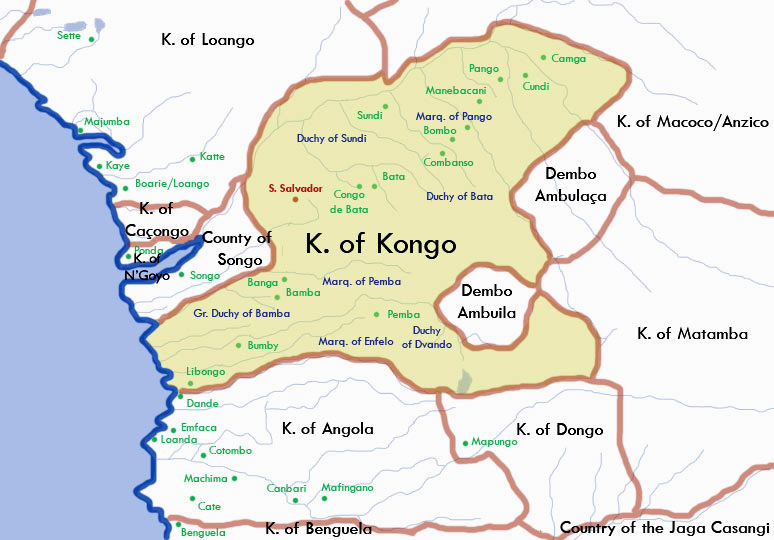 Sette
K. of Loango
Camga
Pango
Cundi
Manebacani
Sundi
Marq. of Pango
Majumba
K. of Macoco/Anzico
Bombo
Duchy of Sundi
Kaye
Katte
Combanso
Dembo
Ambulaça
Boarie/Loango
Bata
S. Salvador
Congo
de Bata
Duchy of Bata
K. of
Caçongo
County of
Songo
K. of Kongo
Ponda
K. of
N'Goyo
Songo
Banga
Bamba
Marq. of Pemba
Dembo
Ambuila
Gr. Duchy of Bamba
Pemba
Duchy
of Dvando
K. of Matamba
Bumby
Marq. of Enfelo
Libongo
Dande
Emfaca
Loanda
K. of Angola
K. of Dongo
Mapungo
Cotombo
Machima
Canbari
Mafingano
Cate
Benguela
K. of Benguela
Country of the Jaga Casangi